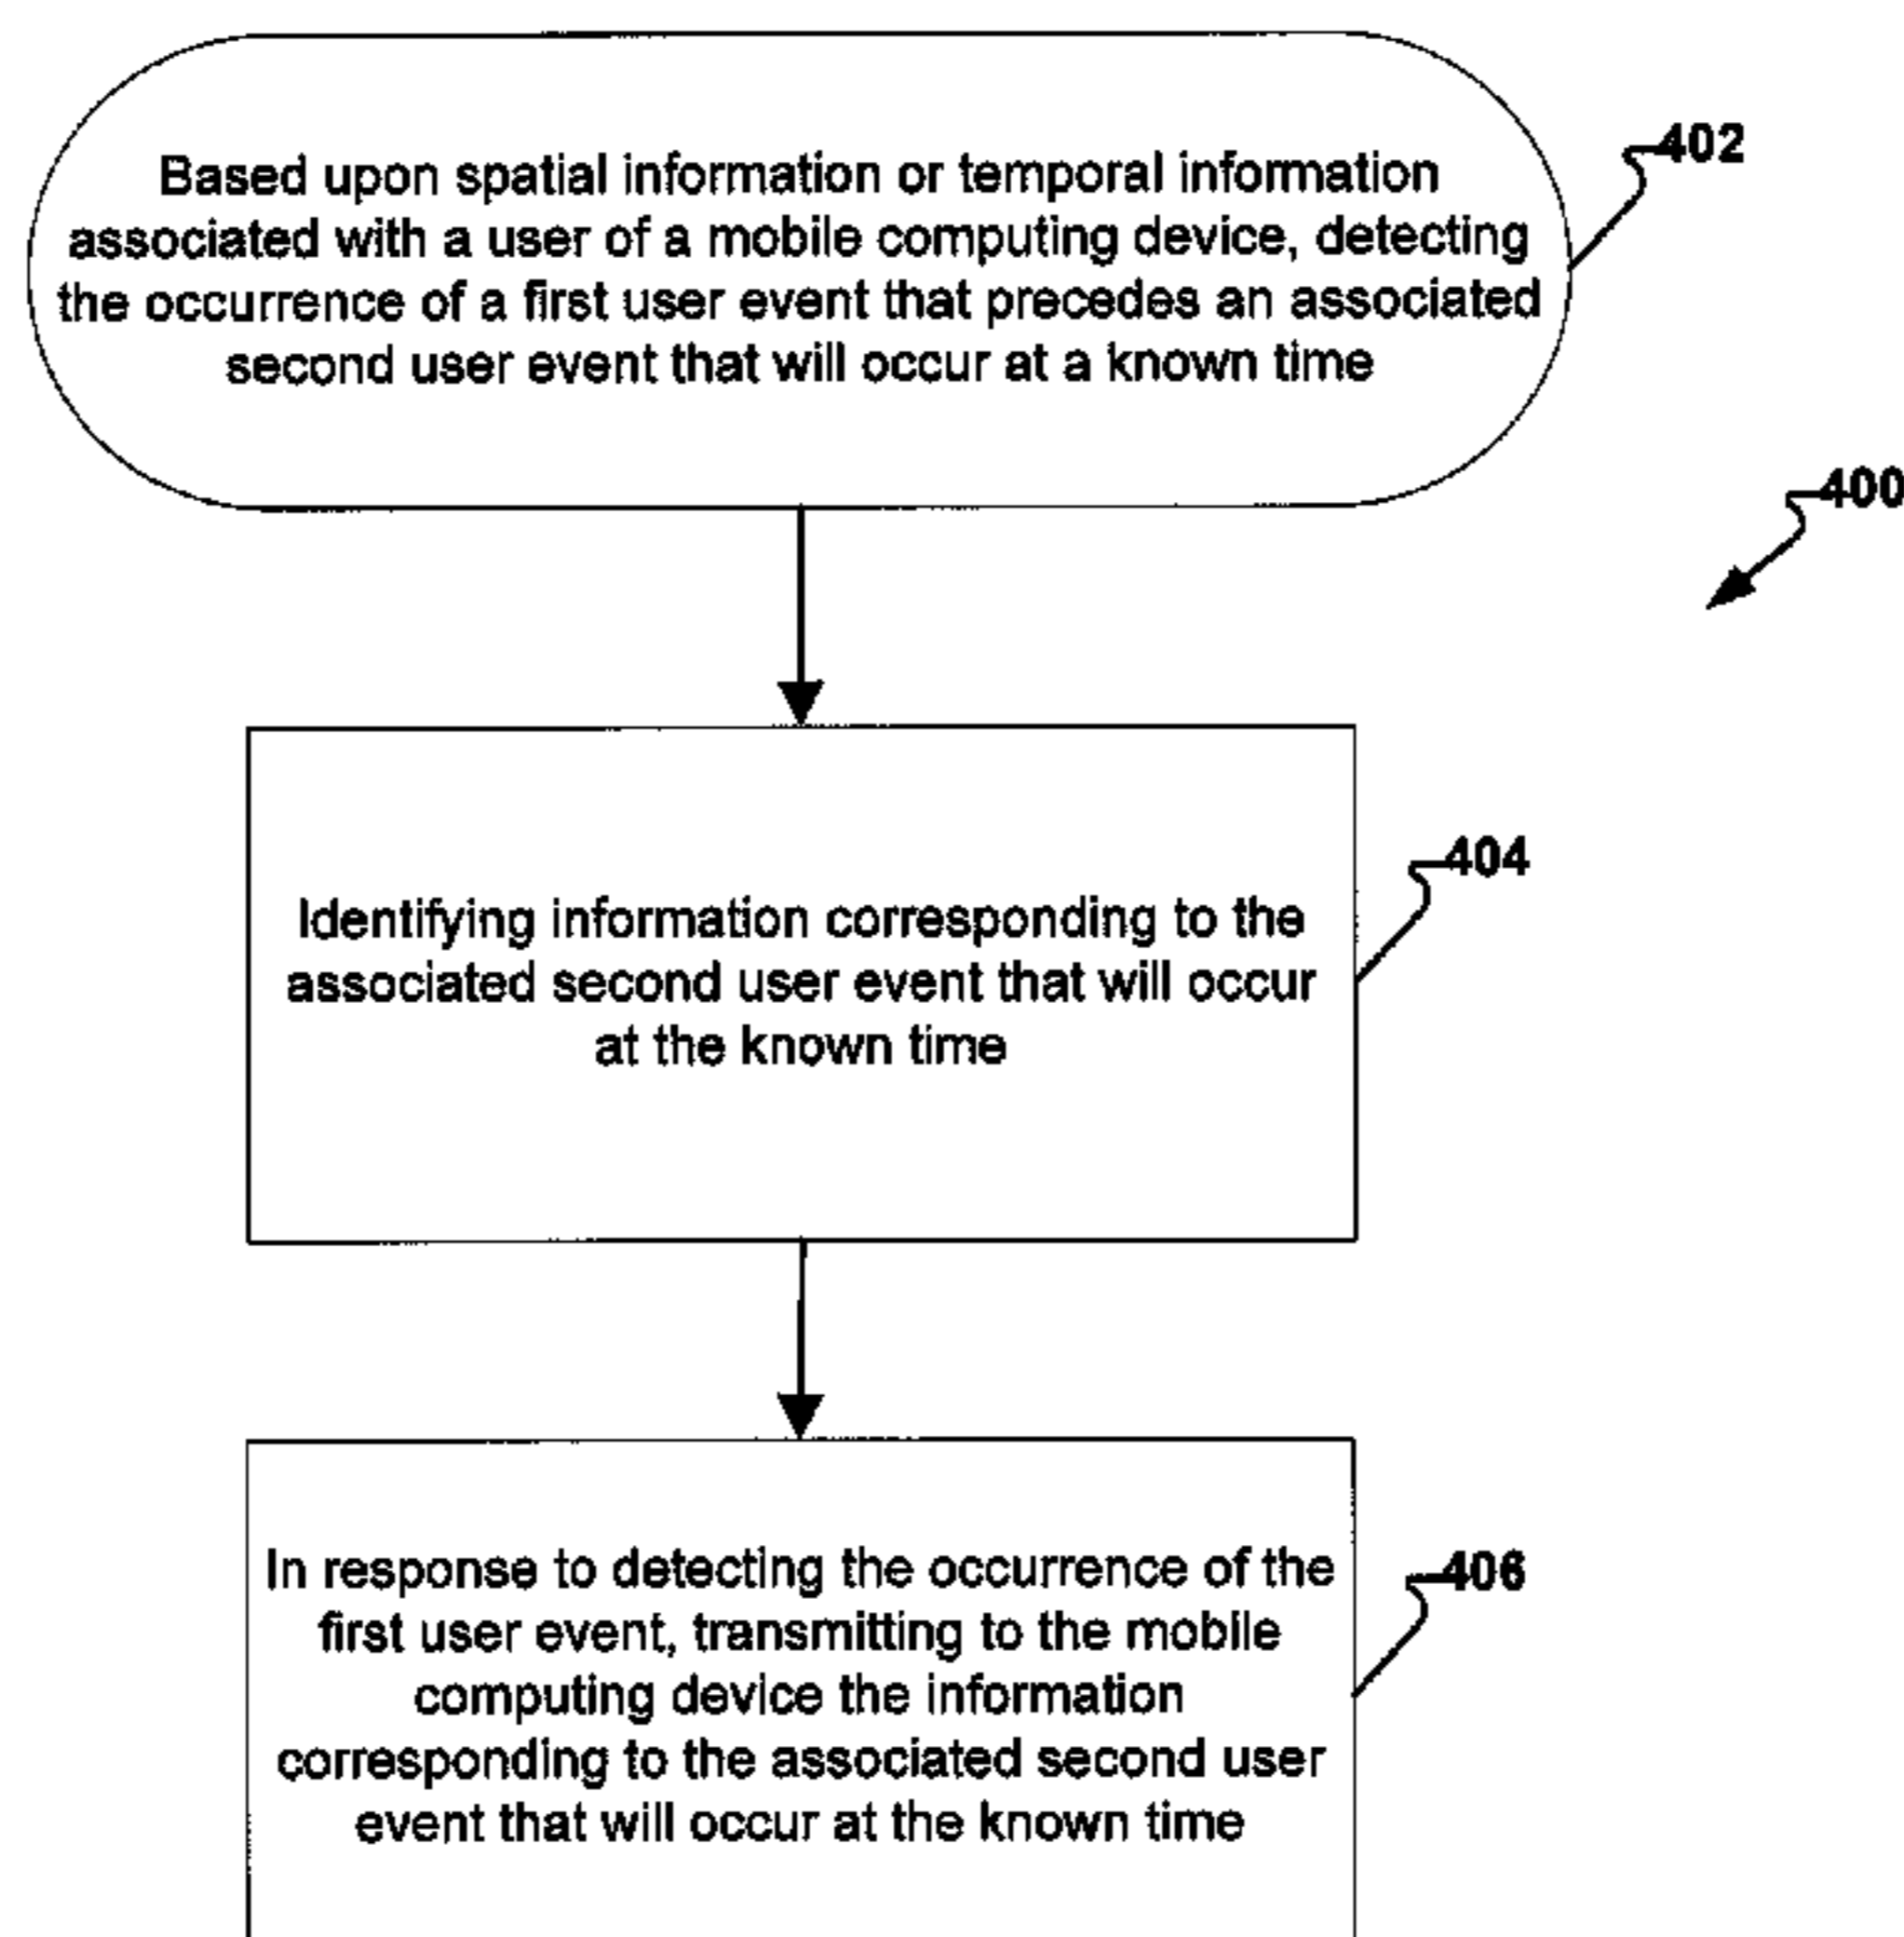 Based upon spatial information or temporal information
associated with a user of a mobile computing device, detecting
the occurrence of a first user event that precedes an associated
second user event that will occur at a known time
402
400
Identifying information corresponding to the
associated second user event that will occur
at the known time
404
In response to detecting the occurrence of the
first user event, transmitting to the mobile
computing device the information
corresponding to the associated second user
event that will occur at the known time
406